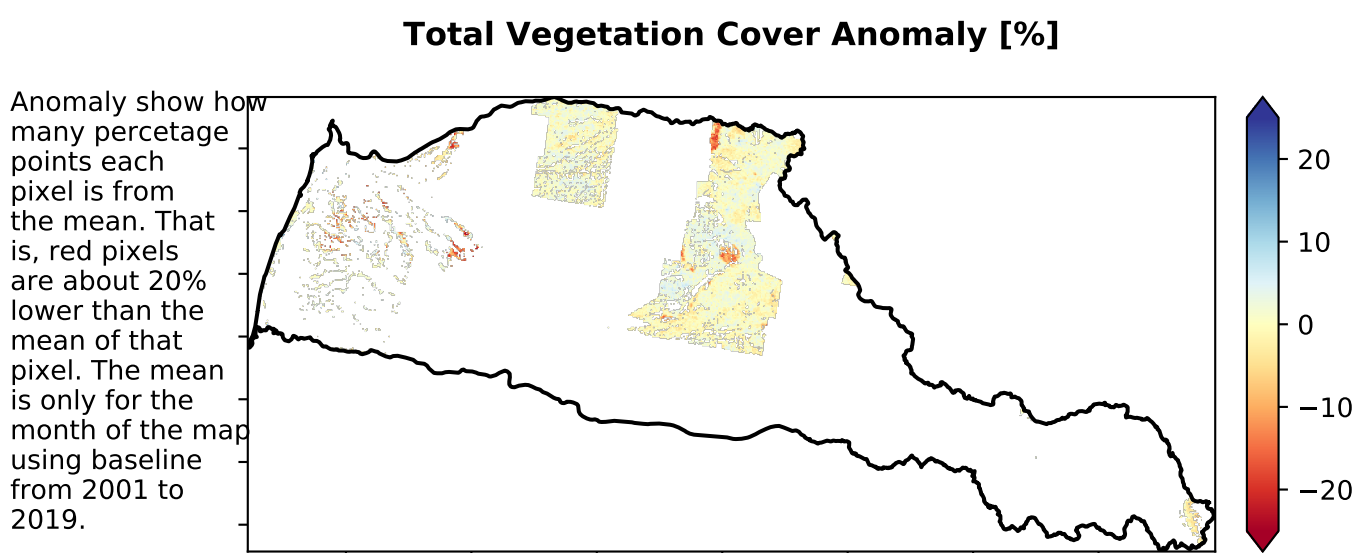 Total Vegetation Cover Anomaly [%]
Anomaly show how
many percetage
points each
pixel is from
the mean. That
is, red pixels
are about 20%
lower than the
mean of that
pixel. The mean
is only for the
month of the map
using baseline
from 2001 to
2019.
20
10
0
−10
−20